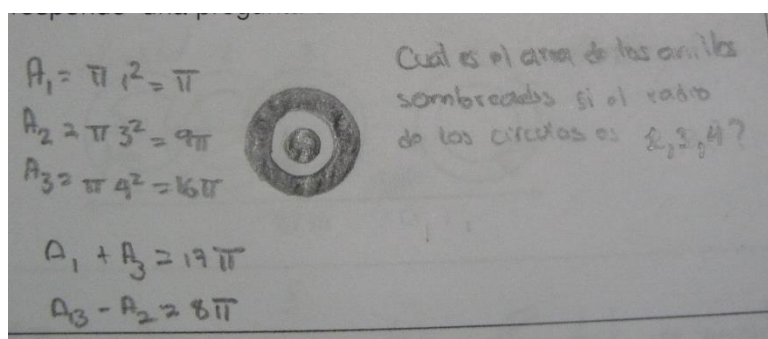 A₁ = π 1² = π
A₂ = π 3² = 9π
A₃ = π 4² = 16π
A₁ + A₃ = 17π
A₃ - A₂ = 8π
Cual es el area de los anillos
sombreados si el radio
de los circulos es , 3, 4?